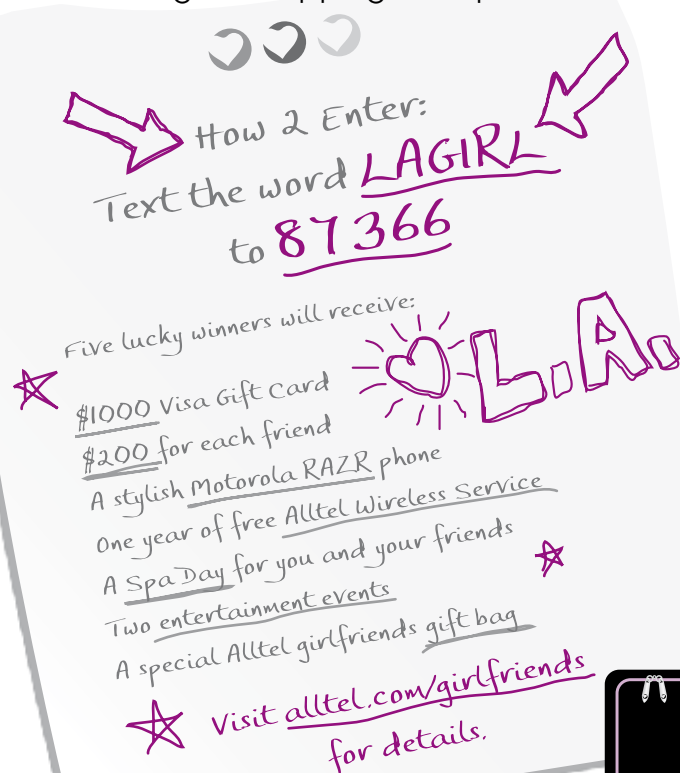 How 2 Enter:
Text the word LAGIRL
to 87366
Five lucky winners will receive:
L.A.
$1000 Visa Gift Card
$200 for each friend
A stylish Motorola RAZR phone
One year of free Alltel Wireless Service
A Spa Day for you and your friends
Two entertainment events
A special Alltel girlfriends gift bag
Visit alltel.com/girlfriends
for details.